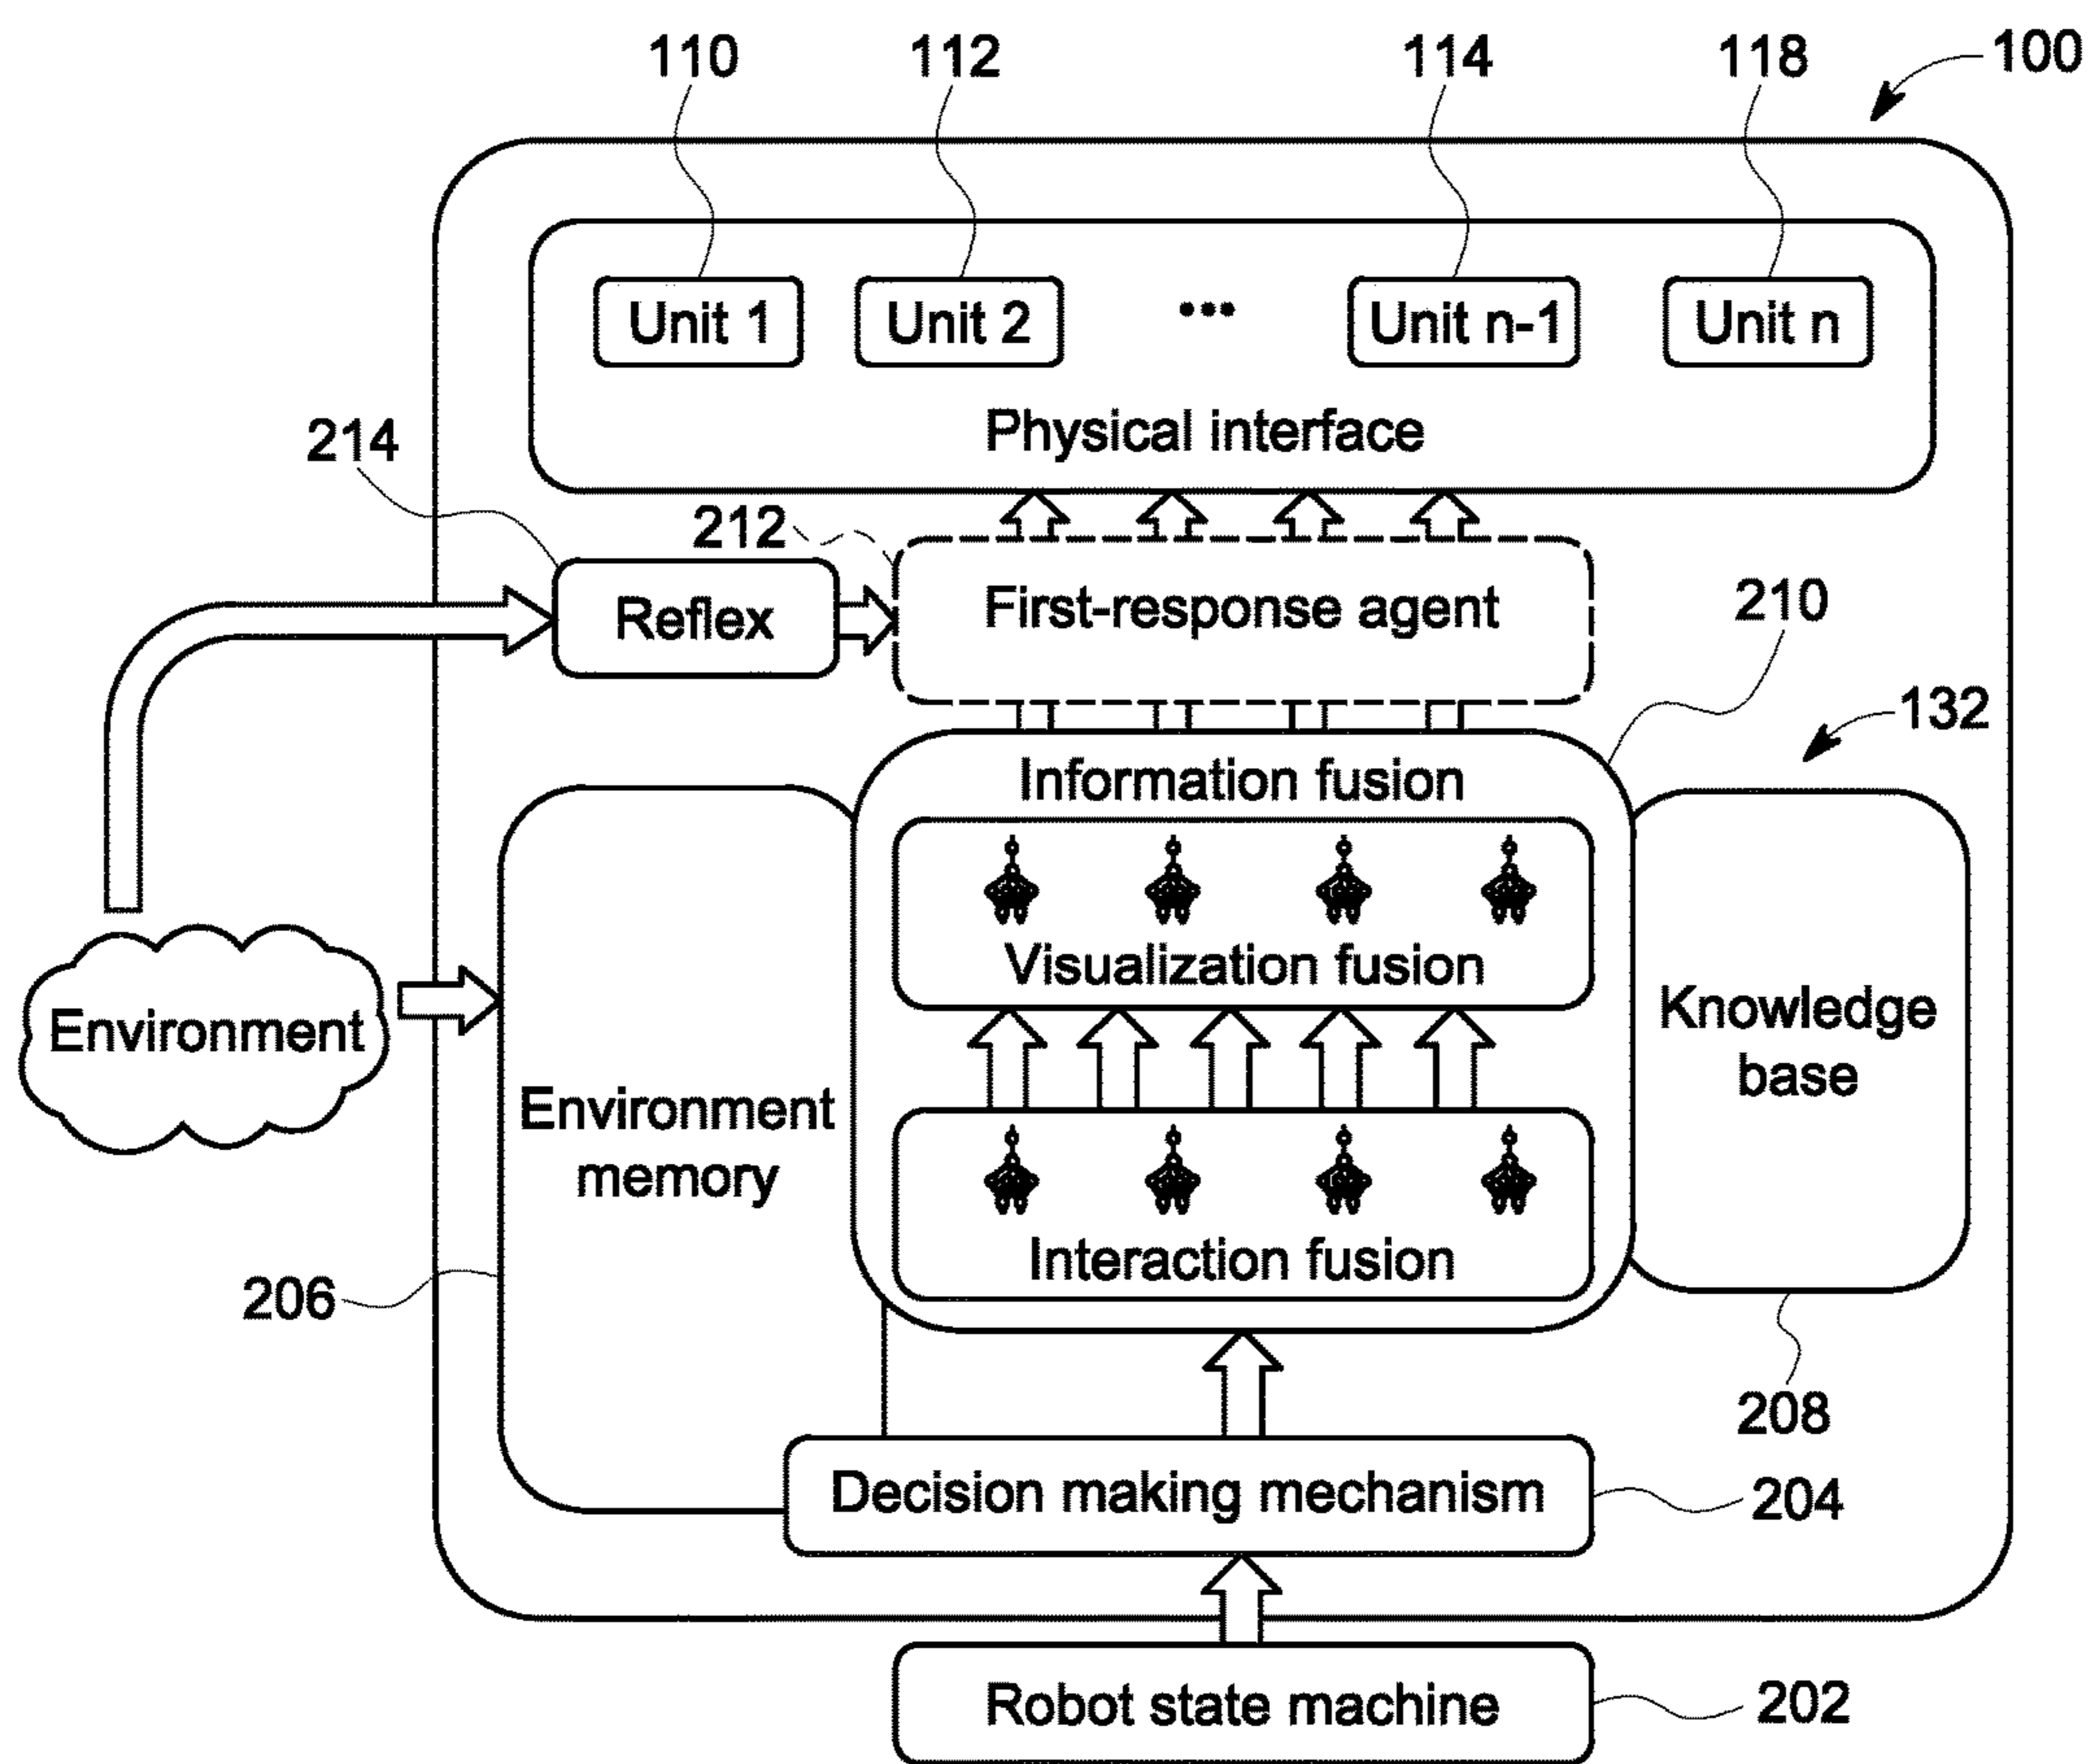 110
112
114
118
100
Unit 1
Unit 2
...
Unit n-1
Unit n
Physical interface
214
212
Reflex
First-response agent
210
132
Information fusion
Visualization fusion
Environment
Environment
memory
Knowledge
base
Interaction fusion
206
208
Decision making mechanism
204
Robot state machine
202